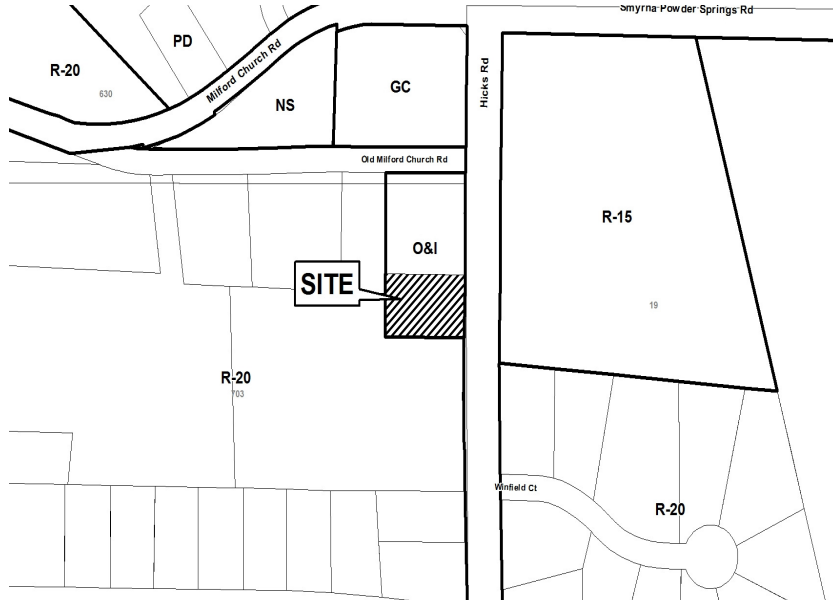 Smyrna Powder Springs Rd
PD
R-20
630
Milford Church Rd
NS
GC
Hicks Rd
Old Milford Church Rd
R-15
O&I
SITE
19
R-20
703
Winfield Ct
R-20